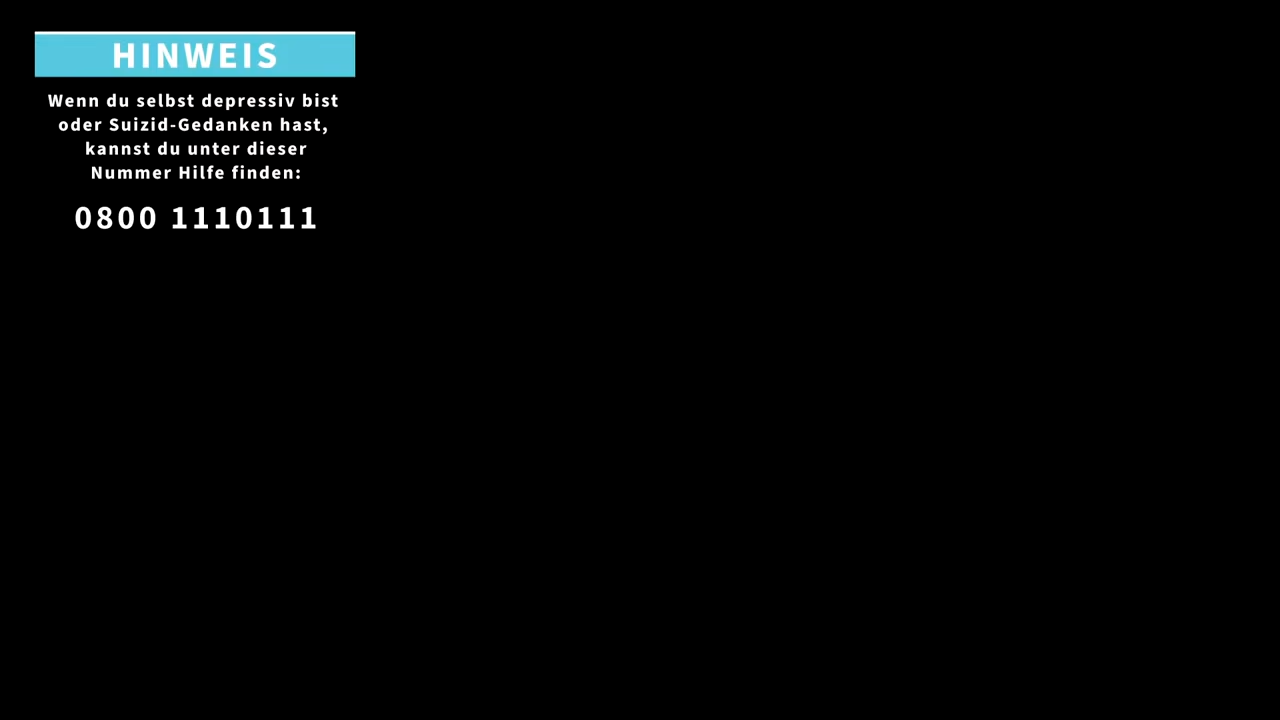 HINWEIS
Wenn du selbst depressiv bist
oder Suizid-Gedanken hast,
kannst du unter dieser
Nummer Hilfe finden:
0800 1110111